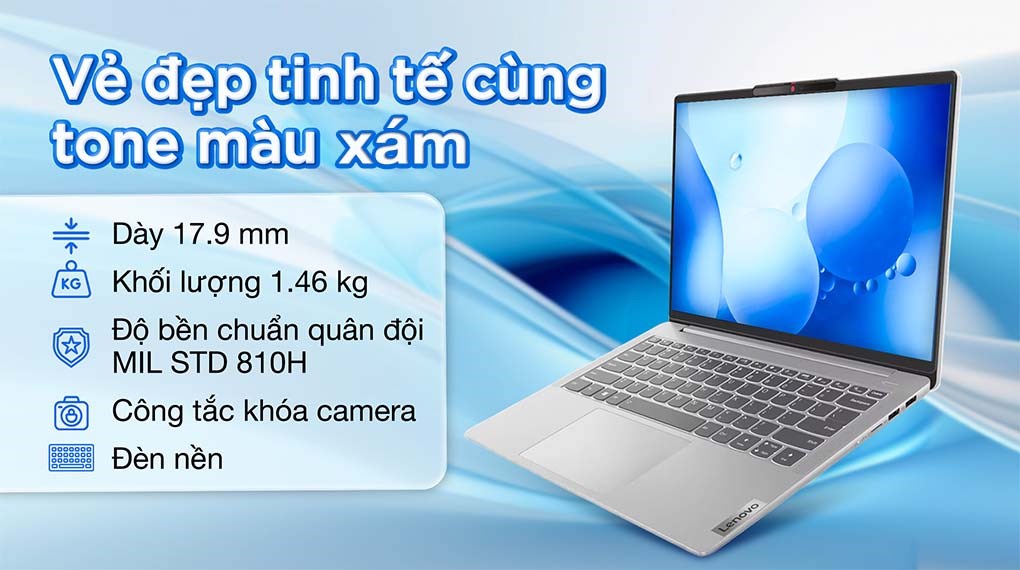 Vẻ đẹp tinh tế cùng
tone màu xám
Dày 17.9 mm
KG
Khối lượng 1.46 kg
Độ bền chuẩn quân đội
MIL STD 810H
Công tắc khóa camera
Đèn nền
Lenovo